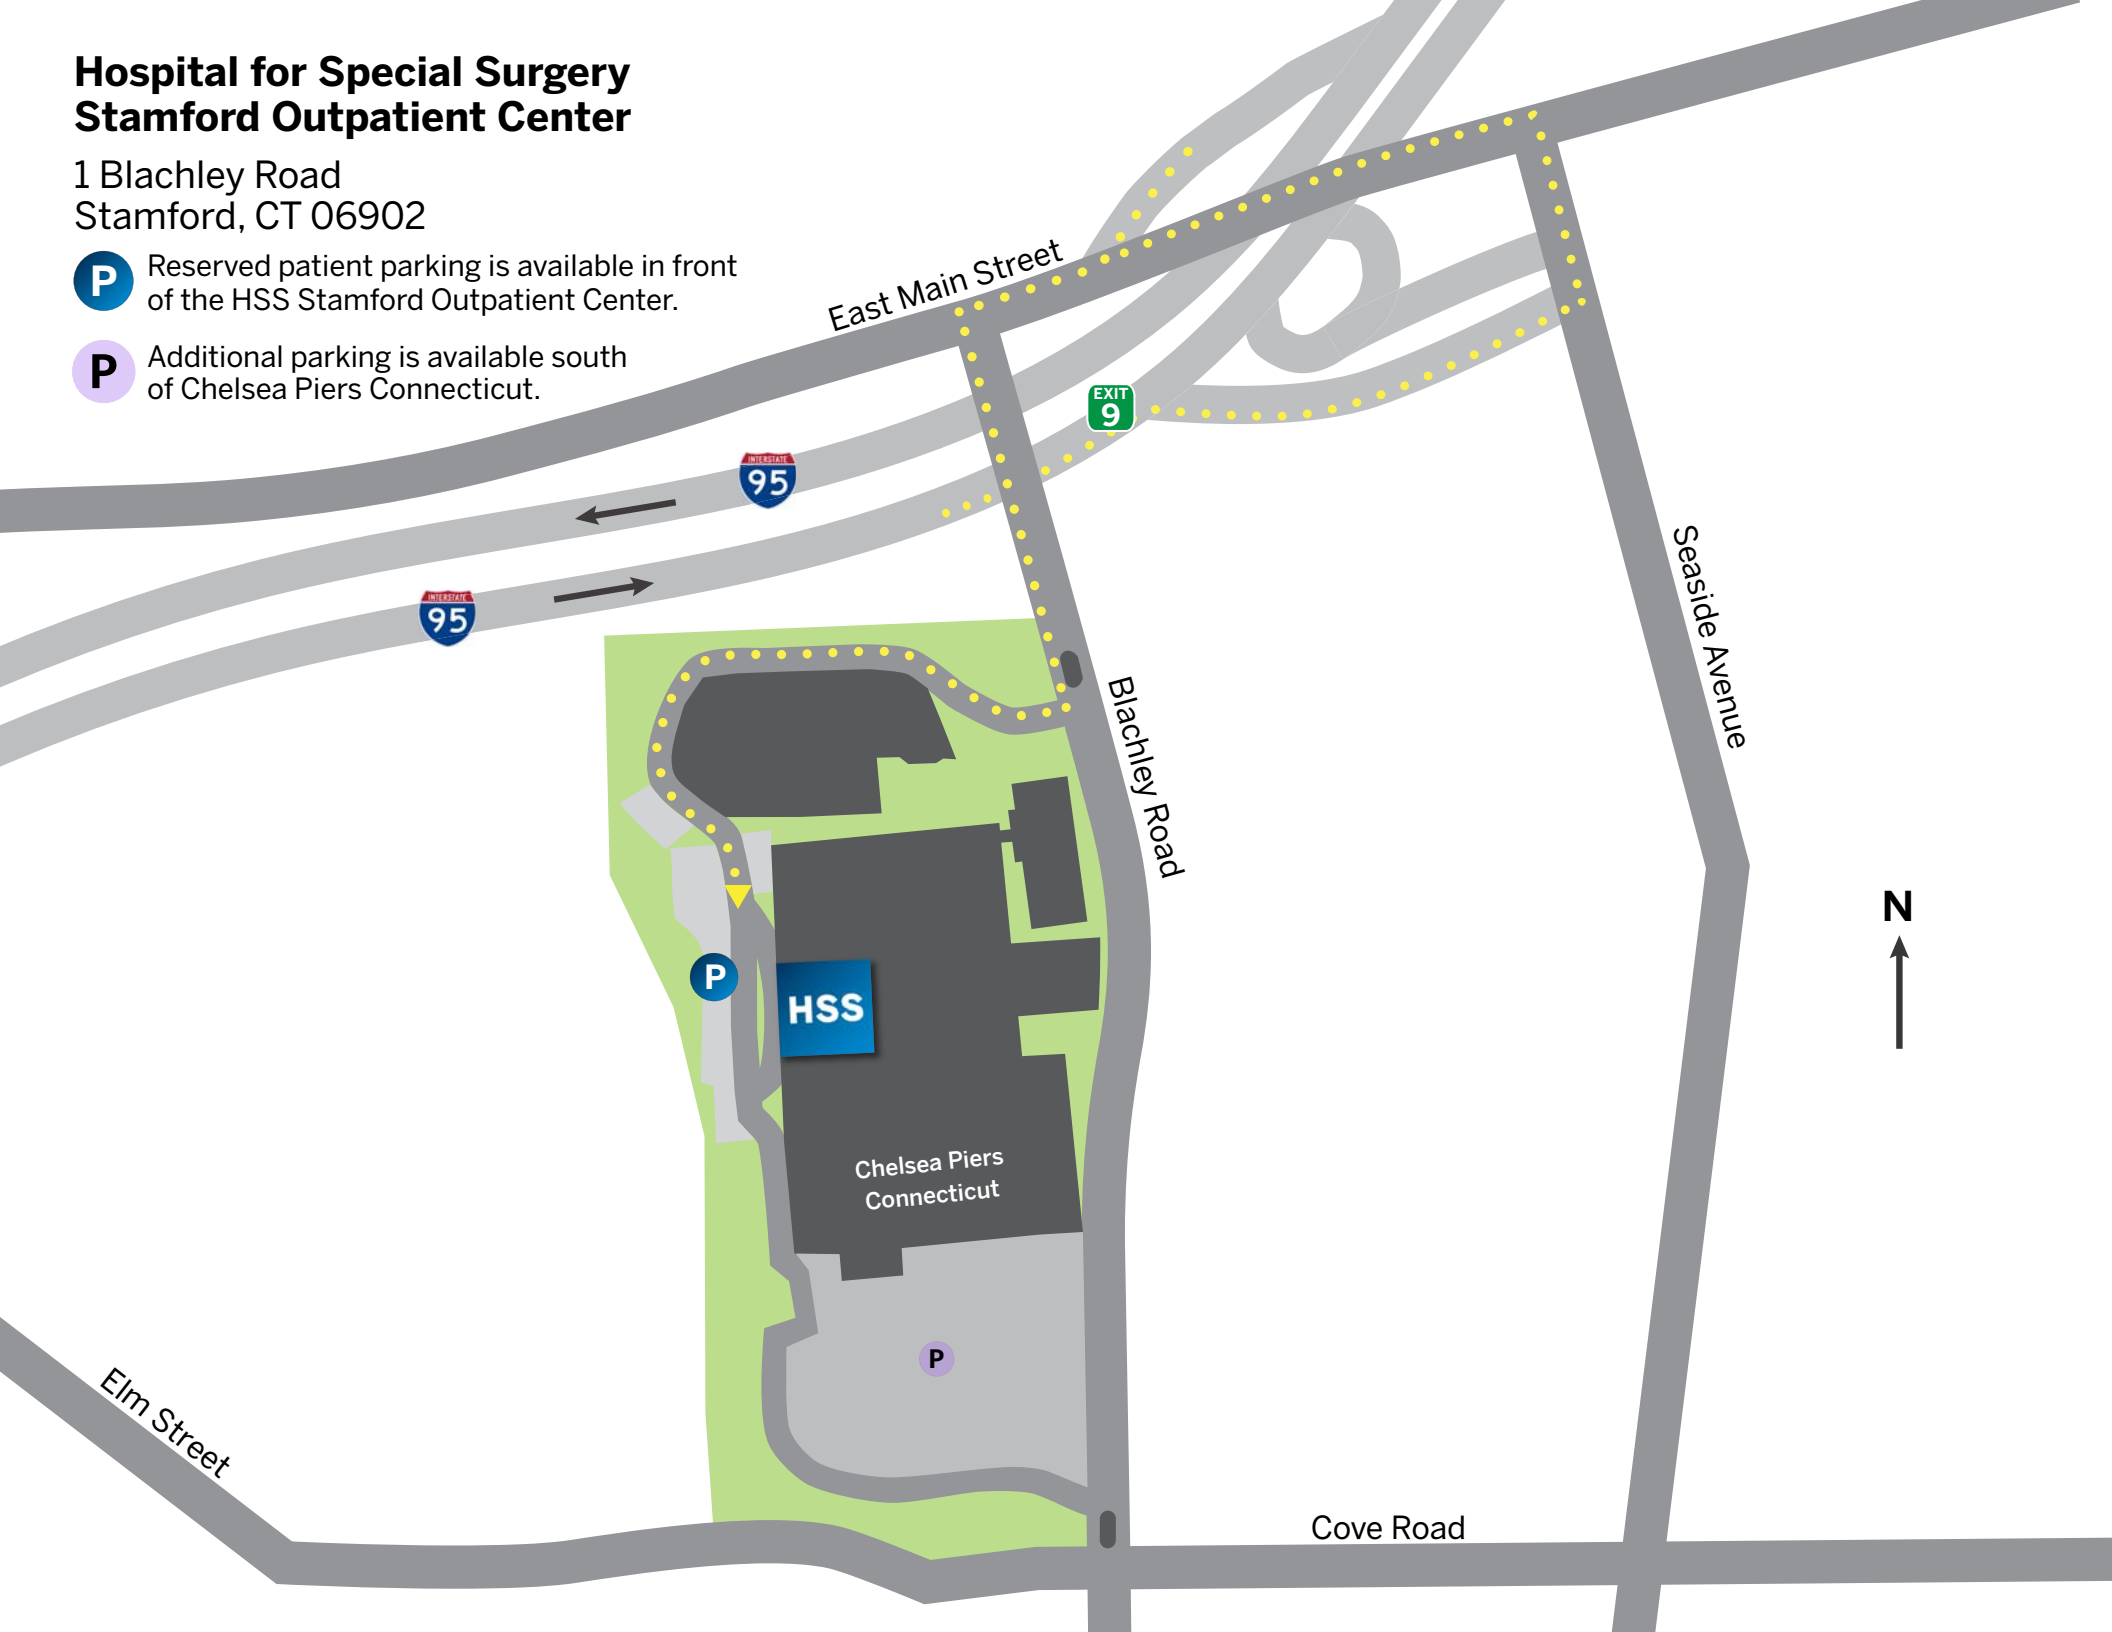 Hospital for Special Surgery
Stamford Outpatient Center
1 Blachley Road
Stamford, CT 06902
P
Reserved patient parking is available in front
of the HSS Stamford Outpatient Center.
P
Additional parking is available south
of Chelsea Piers Connecticut.
East Main Street
EXIT
9
INTERSTATE
95
INTERSTATE
95
Seaside Avenue
Blachley Road
N
P
HSS
Chelsea Piers
Connecticut
P
Elm Street
Cove Road